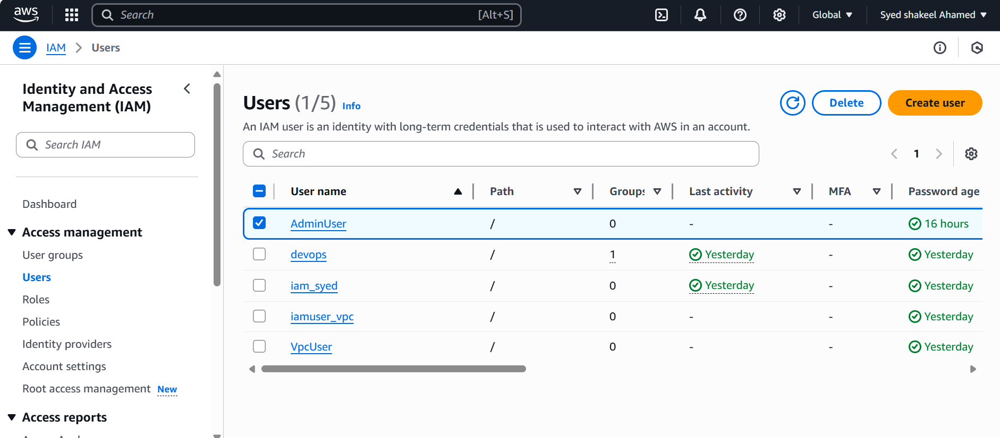 aws Search [Alt+S] Global Syed shakeel Ahamed
IAM Users
Identity and Access
Management (IAM)
Search IAM
Dashboard
Access management
User groups
Users
Roles
Policies
Identity providers
Account settings
Root access management New
Access reports
Users (1/5) Info
Delete
Create user
An IAM user is an identity with long-term credentials that is used to interact with AWS in an account.
Search
1
User name Path Groups Last activity MFA Password age
AdminUser / 0 - - 16 hours
devops / 1 Yesterday - Yesterday
iam_syed / 0 Yesterday - Yesterday
iamuser_vpc / 0 - - Yesterday
VpcUser / 0 - - Yesterday